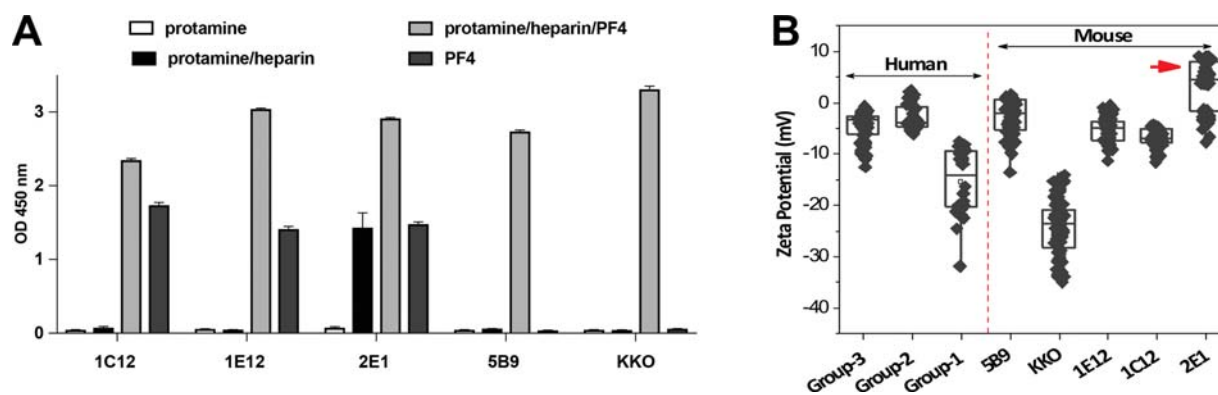 A
protamine
protamine/heparin
protamine/heparin/PF4
PF4
OD 450 nm
3
2
1
0
1C12
1E12
2E1
5B9
KKO
B
Mouse
Human
Zeta Potential (mV)
10
0
-10
-20
-30
-40
Group-3
Group-2
Group-1
5B9
KKO
1E12
1C12
2E1